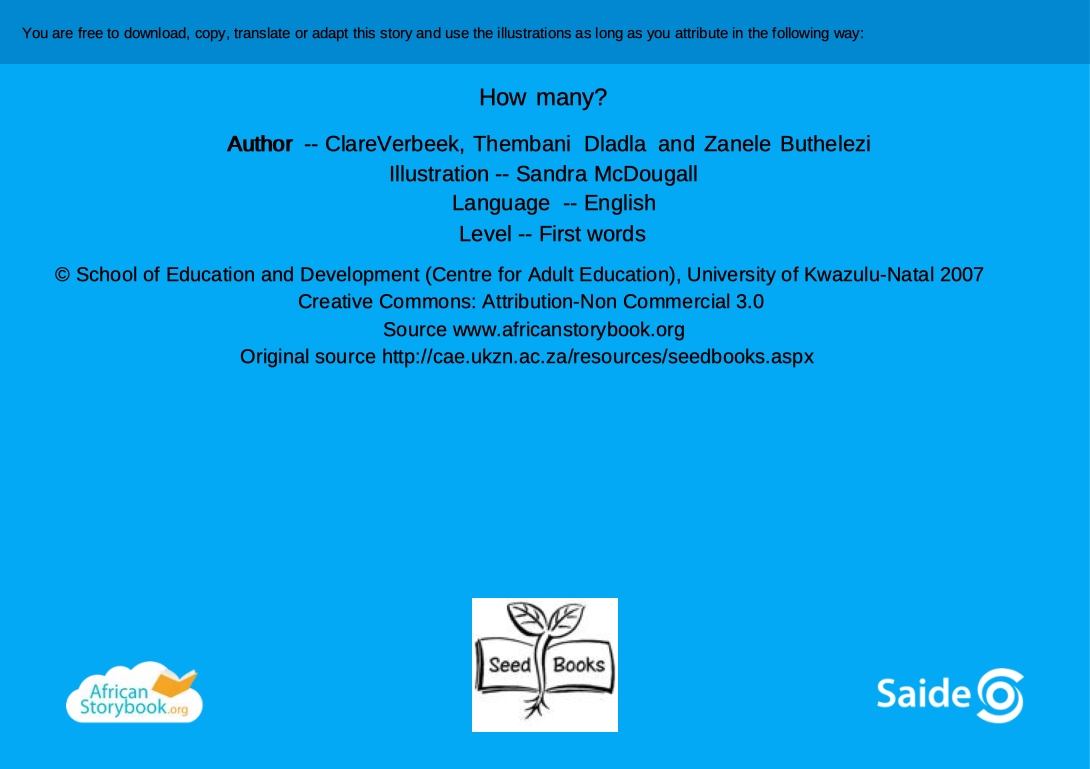 You are free to download, copy, translate or adapt this story and use the illustrations as long as you attribute in the following way:
How many?
Author -- ClareVerbeek, Thembani Dladla and Zanele Buthelezi
Illustration -- Sandra McDougall
Language -- English
Level -- First words
© School of Education and Development (Centre for Adult Education), University of Kwazulu-Natal 2007
Creative Commons: Attribution-Non Commercial 3.0
Source www.africanstorybook.org
Original source http://cae.ukzn.ac.za/resources/seedbooks.aspx
African
Storybook.org
Seed Books
Saide